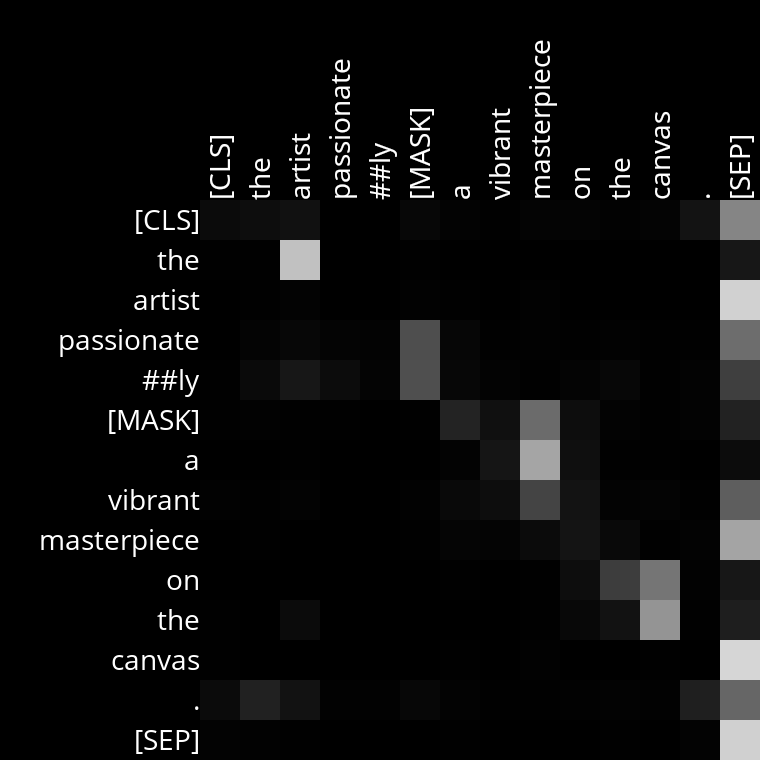 [CLS] the artist passionate ##ly [MASK] a vibrant masterpiece on the canvas . [SEP]
[CLS]
the
artist
passionate
##ly
[MASK]
a
vibrant
masterpiece
on
the
canvas
.
[SEP]